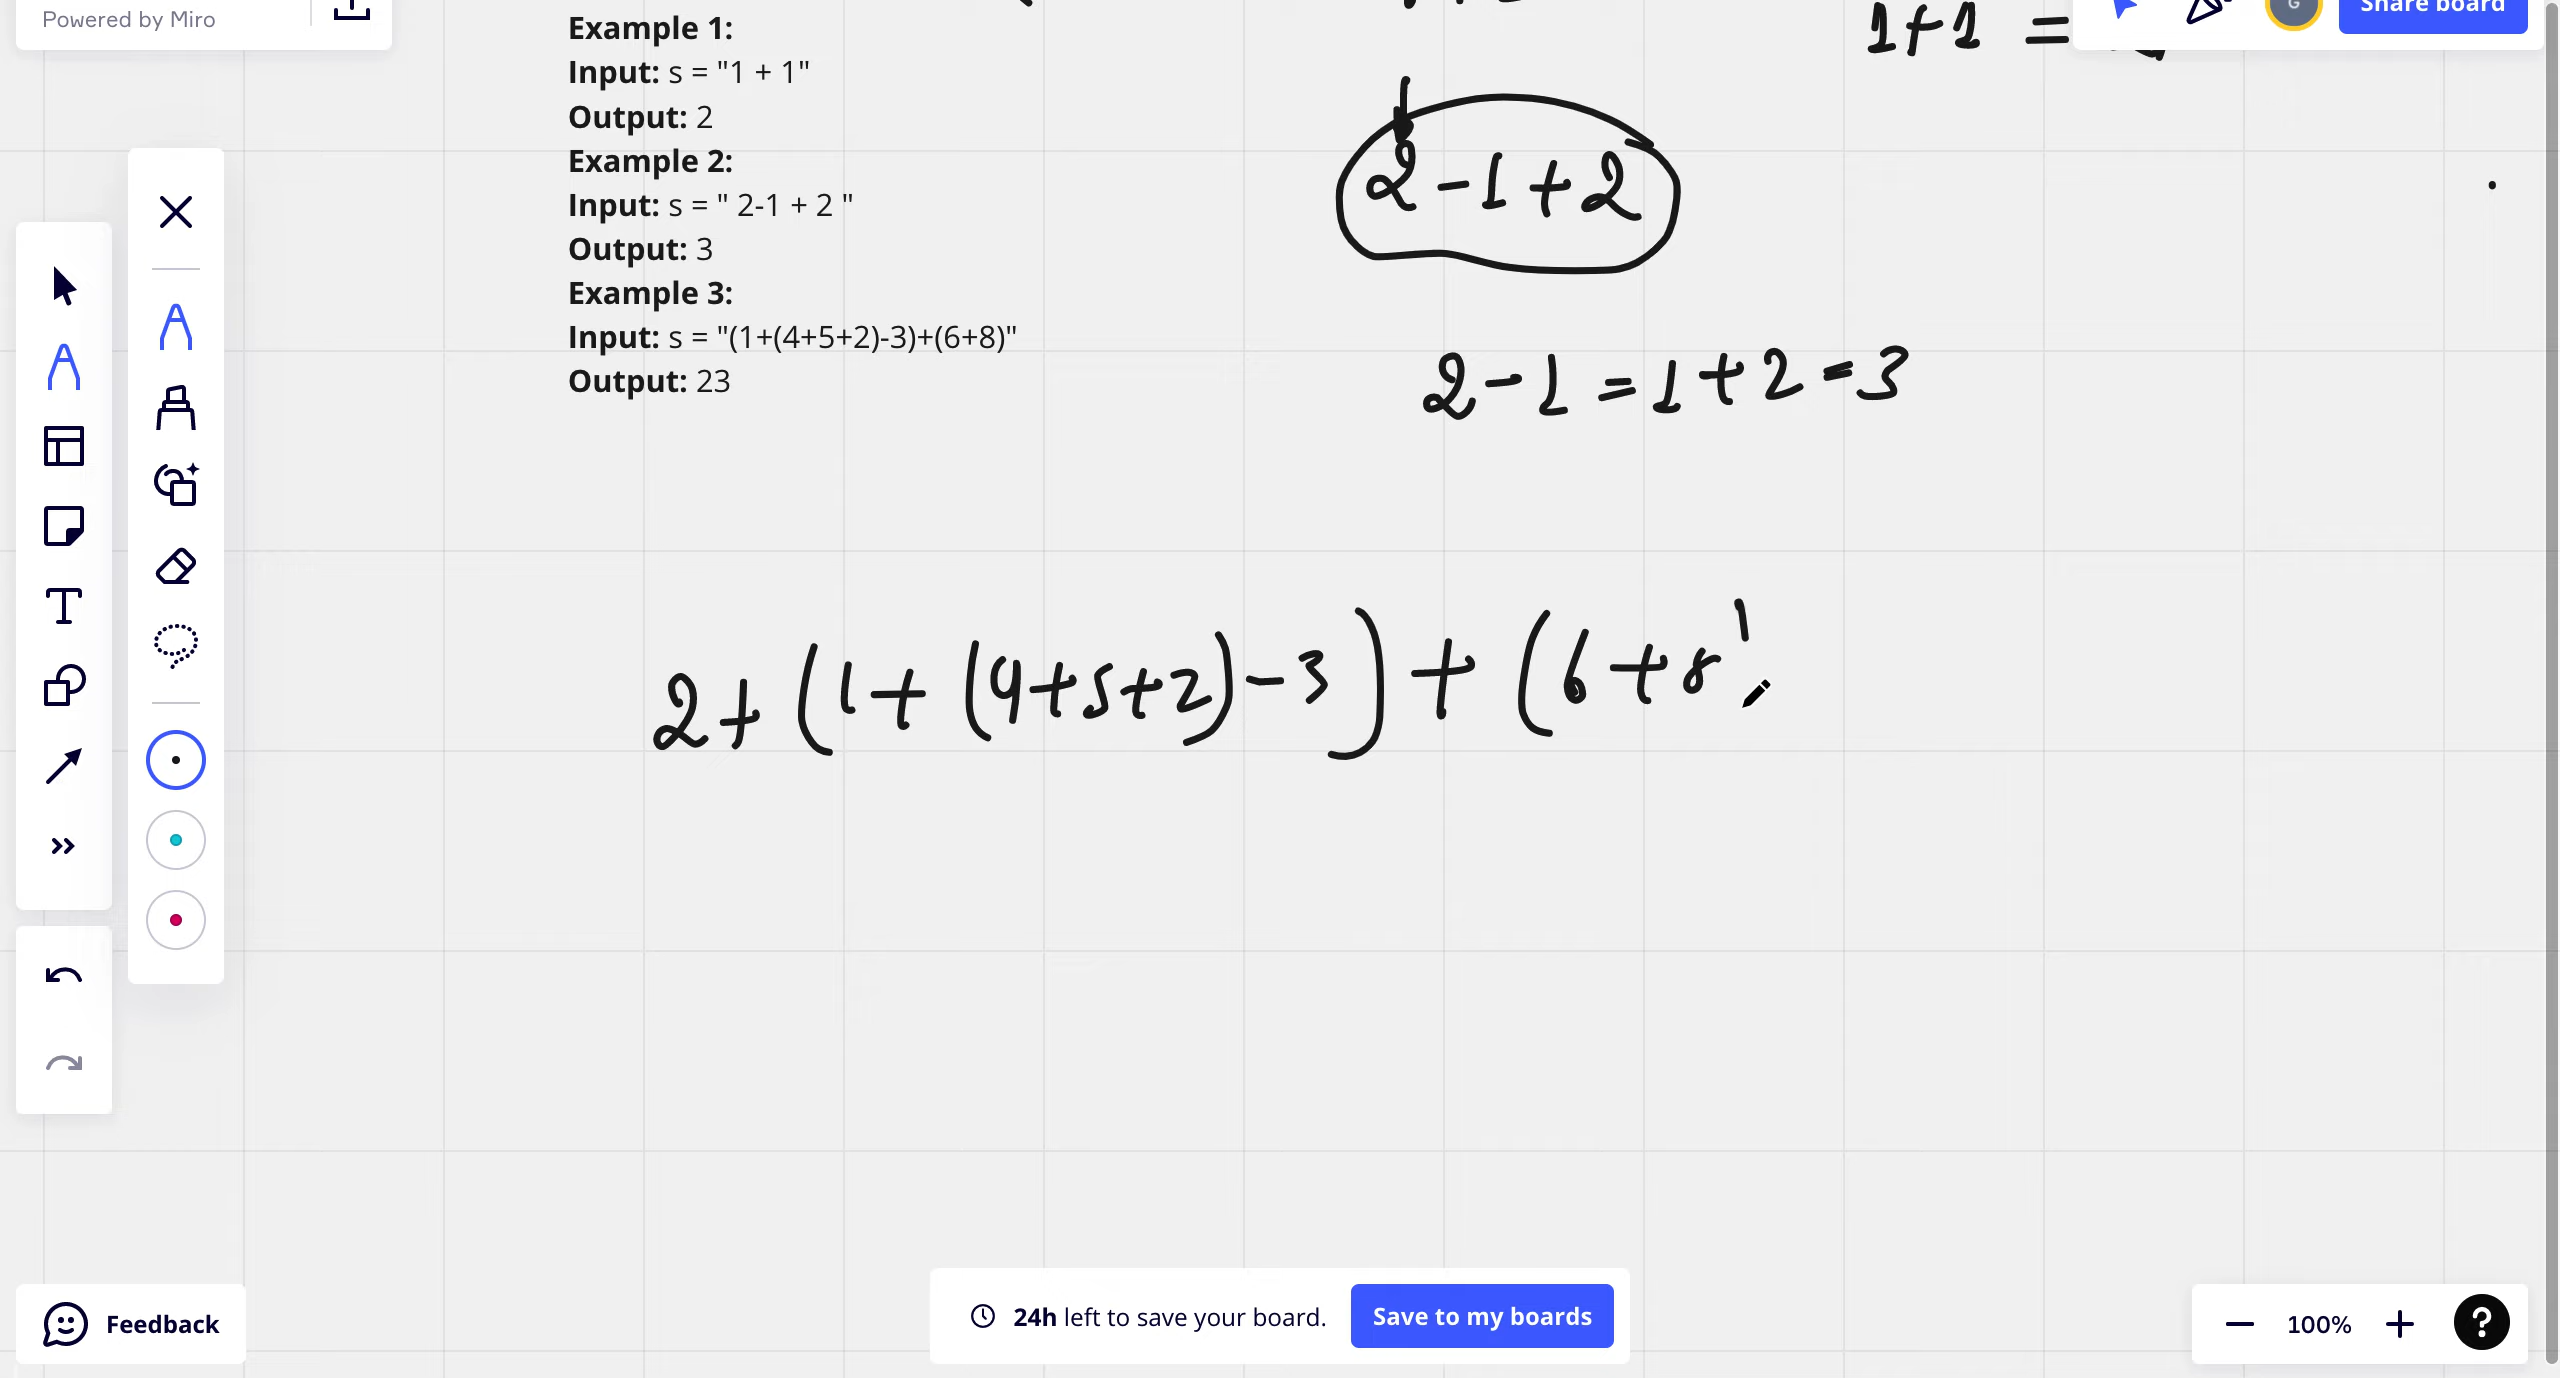 Powered by Miro
Share board
G
Example 1:
Input: s = "1 + 1"
Output: 2
Example 2:
Input: s = " 2-1 + 2 "
Output: 3
Example 3:
Input: s = "(1+(4+5+2)-3)+(6+8)"
Output: 23
1+1 =
2-1+2
2-1 =1+2=3
2+(1+(4+5+2)-3)+(6+8
Feedback
24h left to save your board.
Save to my boards
100%
?